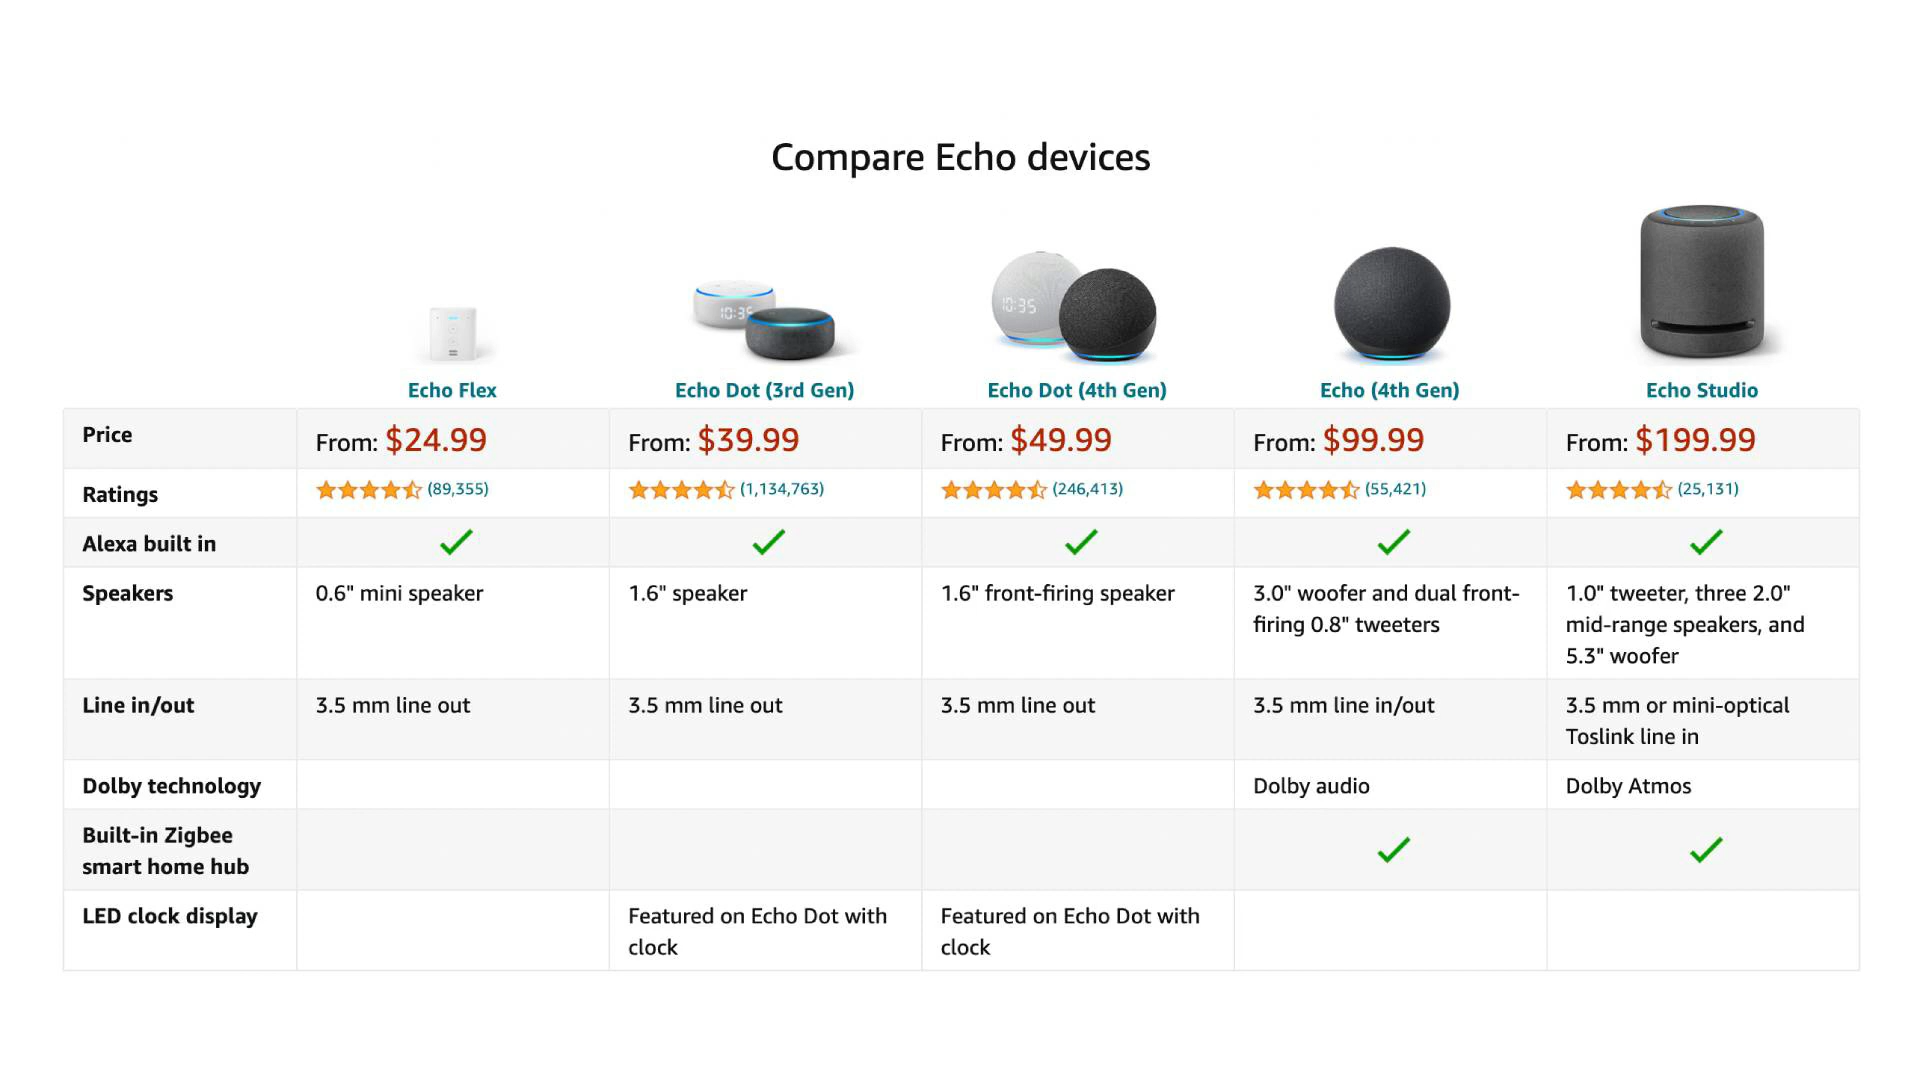 Compare Echo devices
10:35
10:35
Echo Flex
Echo Dot (3rd Gen)
Echo Dot (4th Gen)
Echo (4th Gen)
Echo Studio
Price
From: $24.99
From: $39.99
From: $49.99
From: $99.99
From: $199.99
Ratings
(89,355)
(1,134,763)
(246,413)
(55,421)
(25,131)
Alexa built in
Speakers
0.6" mini speaker
1.6" speaker
1.6" front-firing speaker
3.0" woofer and dual front-
firing 0.8" tweeters
1.0" tweeter, three 2.0"
mid-range speakers, and
5.3" woofer
Line in/out
3.5 mm line out
3.5 mm line out
3.5 mm line out
3.5 mm line in/out
3.5 mm or mini-optical
Toslink line in
Dolby technology
Dolby audio
Dolby Atmos
Built-in Zigbee
smart home hub
LED clock display
Featured on Echo Dot with
clock
Featured on Echo Dot with
clock